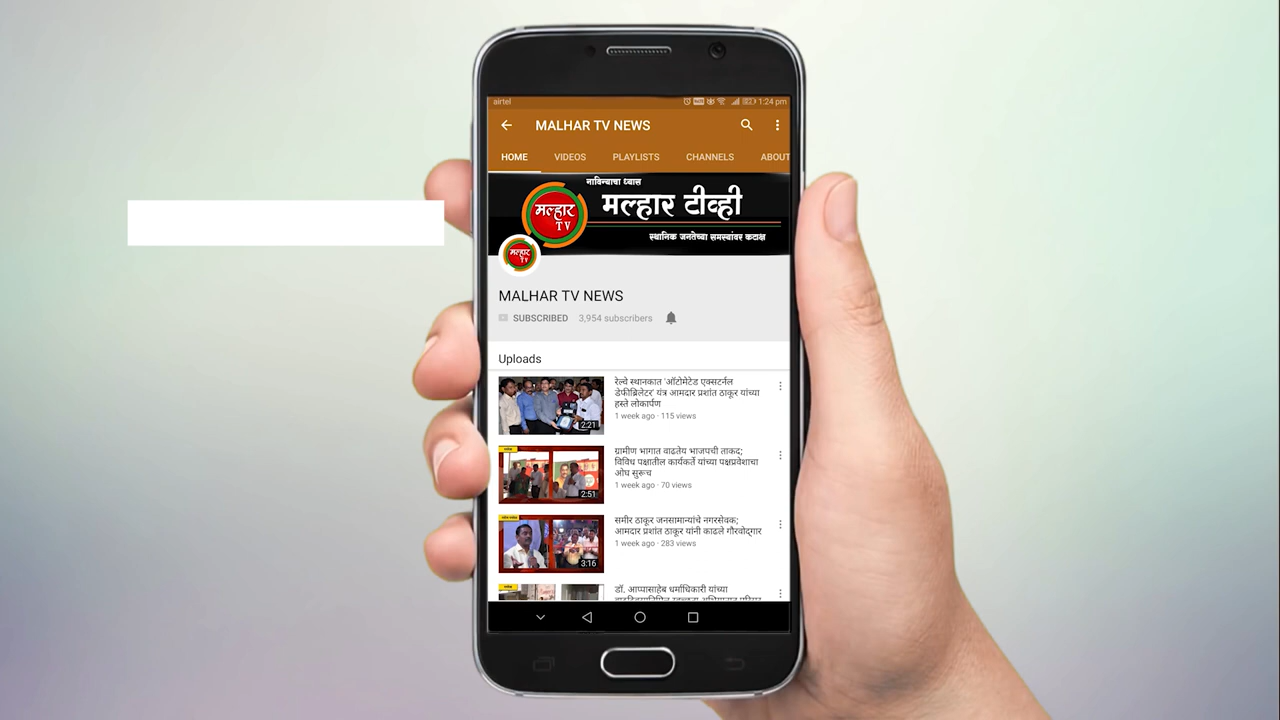 airtel
1:24 pm
MALHAR TV NEWS
HOME VIDEOS PLAYLISTS CHANNELS ABOUT
नाविन्याचा ध्यास
मल्हार टीव्ही
मल्हार
TV
स्थानिक जनतेच्या समस्यांवर कटाक्ष
मल्हार
TV
MALHAR TV NEWS
SUBSCRIBED 3,954 subscribers
Uploads
रेल्वे स्थानकात 'ऑटोमेटेड एक्सटर्नल
डेफीब्रिलेटर' यंत्र आमदार प्रशांत ठाकूर यांच्या
हस्ते लोकार्पण
1 week ago · 115 views
2:21
ग्रामीण भागात वाढतेय भाजपची ताकद;
विविध पक्षातील कार्यकर्ते यांच्या पक्षप्रवेशाचा
ओघ सुरूच
1 week ago · 70 views
2:51
समीर ठाकूर जनसामान्यांचे नगरसेवक;
आमदार प्रशांत ठाकूर यांनी काढले गौरवोद्गार
1 week ago · 283 views
3:16
डॉ. आप्पासाहेब धर्माधिकारी यांच्या